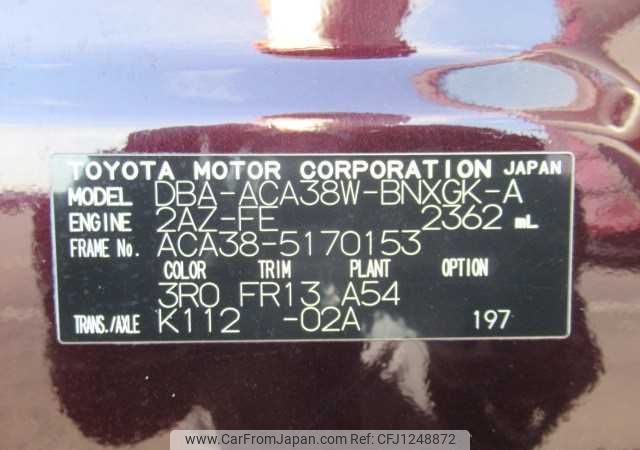 TOYOTA MOTOR CORPORATION JAPAN
MODEL DBA-ACA38W-BNXGK-A
ENGINE 2AZ-FE 2362 mL
FRAME No. ACA38-5170153
COLOR TRIM PLANT OPTION
3R0 FR13 A54
TRANS./AXLE K112 -02A 197
www.CarFromJapan.com | Ref No. CFJ1248872